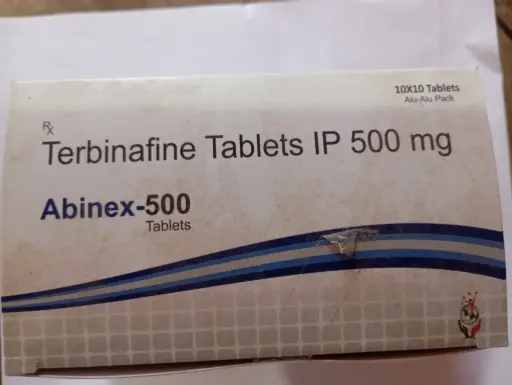 10X10 Tablets
Alu-Alu Pack
Rx
Terbinafine Tablets IP 500 mg
Abinex-500
Tablets